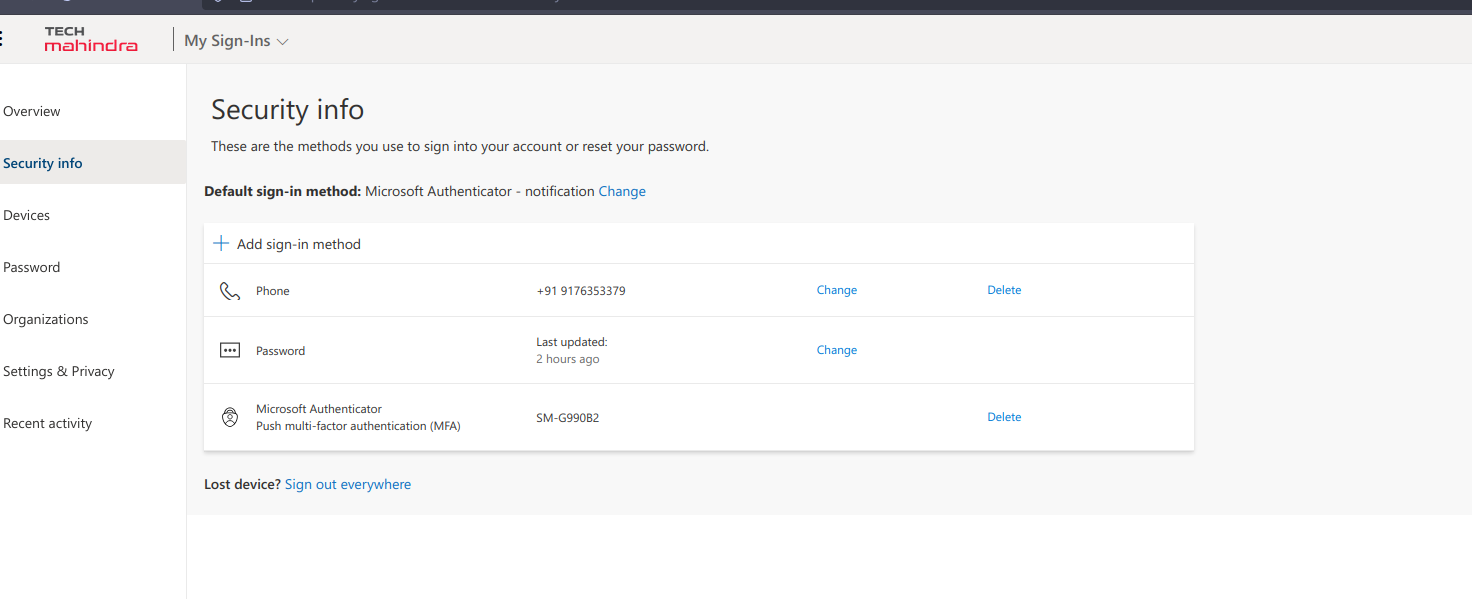 TECH
mahindra
My Sign-Ins
Overview
Security info
Devices
Password
Organizations
Settings & Privacy
Recent activity
Security info
These are the methods you use to sign into your account or reset your password.
Default sign-in method: Microsoft Authenticator - notification Change
Add sign-in method
Phone +91 9176353379 Change Delete
Password Last updated: Change
2 hours ago
Microsoft Authenticator
Push multi-factor authentication (MFA) SM-G990B2 Delete
Lost device? Sign out everywhere